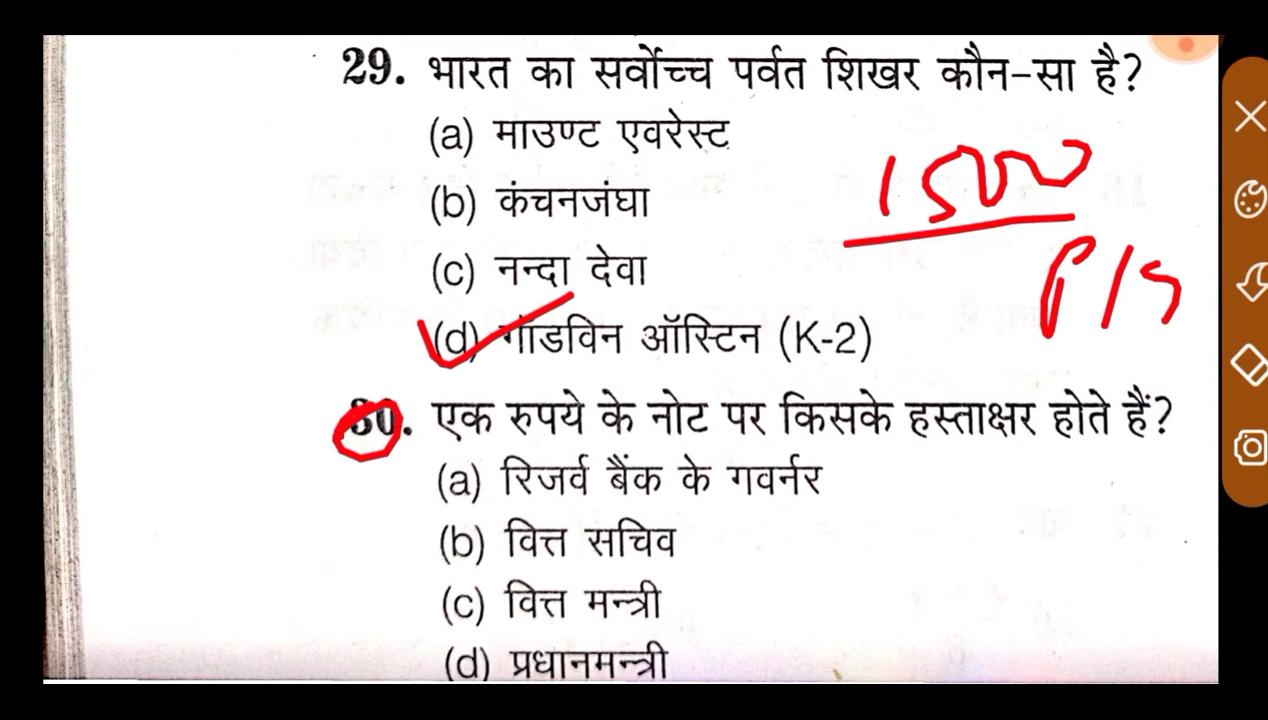 29. भारत का सर्वोच्च पर्वत शिखर कौन-सा है?
(a) माउण्ट एवरेस्ट
(b) कंचनजंघा
1500
(c) नन्दा देवा
(d) गॉडविन ऑस्टिन (K-2)
30. एक रुपये के नोट पर किसके हस्ताक्षर होते हैं?
(a) रिजर्व बैंक के गवर्नर
(b) वित्त सचिव
(c) वित्त मन्त्री
(d) प्रधानमन्त्री